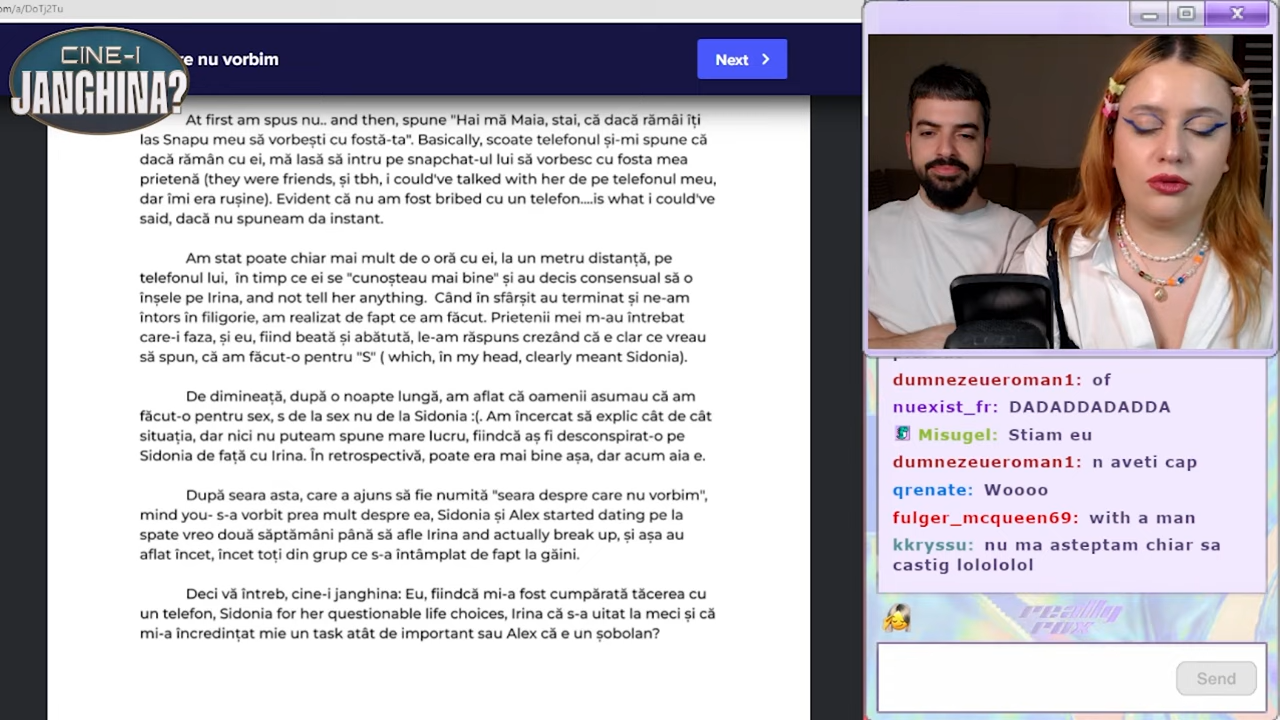 om/a/DoTj2Tu
CINE-I
JANGHINA?
re nu vorbim
Next
At first am spus nu.. and then, spune "Hai mă Maia, stai, că dacă rămâi îți
las Snapu meu să vorbești cu fostă-ta". Basically, scoate telefonul și-mi spune că
dacă rămân cu ei, mă lasă să intru pe snapchat-ul lui să vorbesc cu fosta mea
prietenă (they were friends, și tbh, i could've talked with her de pe telefonul meu,
dar îmi era rușine). Evident că nu am fost bribed cu un telefon....is what i could've
said, dacă nu spuneam da instant.
Am stat poate chiar mai mult de o oră cu ei, la un metru distanță, pe
telefonul lui, în timp ce ei se "cunoșteau mai bine" și au decis consensual să o
înșele pe Irina, and not tell her anything. Când în sfârșit au terminat și ne-am
întors în filigorie, am realizat de fapt ce am făcut. Prietenii mei m-au întrebat
care-i faza, și eu, fiind beată și abătută, le-am răspuns crezând că e clar ce vreau
să spun, că am făcut-o pentru "S" ( which, în my head, clearly meant Sidonia).
De dimineață, după o noapte lungă, am aflat că oamenii asumau că am
făcut-o pentru sex, s de la sex nu de la Sidonia :(. Am încercat să explic cât de cât
situația, dar nici nu puteam spune mare lucru, fiindcă aș fi desconspirat-o pe
Sidonia de față cu Irina. În retrospectivă, poate era mai bine așa, dar acum aia e.
După seara asta, care a ajuns să fie numită "seara despre care nu vorbim",
mind you- s-a vorbit prea mult despre ea, Sidonia și Alex started dating pe la
spate vreo două săptămâni până să afle Irina and actually break up, și așa au
aflat încet, încet toți din grup ce s-a întâmplat de fapt la găini.
Deci vă întreb, cine-i janghina: Eu, fiindcă mi-a fost cumpărată tăcerea cu
un telefon, Sidonia for her questionable life choices, Irina că s-a uitat la meci și că
mi-a încredințat mie un task atât de important sau Alex că e un șobolan?
dumnezeueroman1: of
nuexist_fr: DADADDADADDA
Misugel: Stiam eu
dumnezeueroman1: n aveti cap
qrenate: Woooo
fulger_mcqueen69: with a man
kkryssu: nu ma asteptam chiar sa
castig lolololol
really
rox
Send